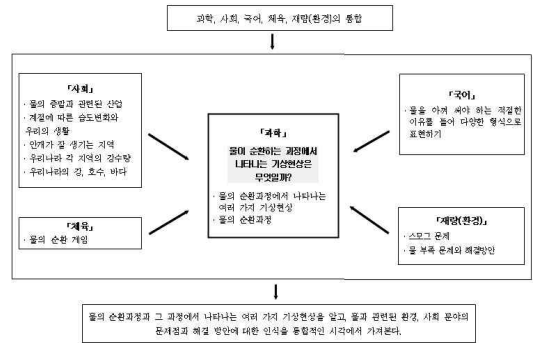 과학, 사회, 국어, 체육, 재량(환경)의 통합
「사회」
· 물의 증발과 관련된 산업
· 계절에 따른 습도변화와
우리의 생활
· 안개가 잘 생기는 지역
· 우리나라 각 지역의 강수량
· 우리나라의 강, 호수, 바다
「체육」
· 물의 순환 게임
「과학」
물이 순환하는 과정에서
나타나는 기상현상은
무엇일까?
· 물의 순환과정에서 나타나는
여러 가지 기상현상
· 물의 순환과정
「국어」
· 물을 아껴 써야 하는 적절한
이유를 들어 다양한 형식으로
표현하기
「재량(환경)」
· 스모그 문제
· 물 부족 문제와 해결방안
물의 순환과정과 그 과정에서 나타나는 여러 가지 기상현상을 알고, 물과 관련된 환경, 사회 분야의
문제점과 해결 방안에 대한 인식을 통합적인 시각에서 가져본다.